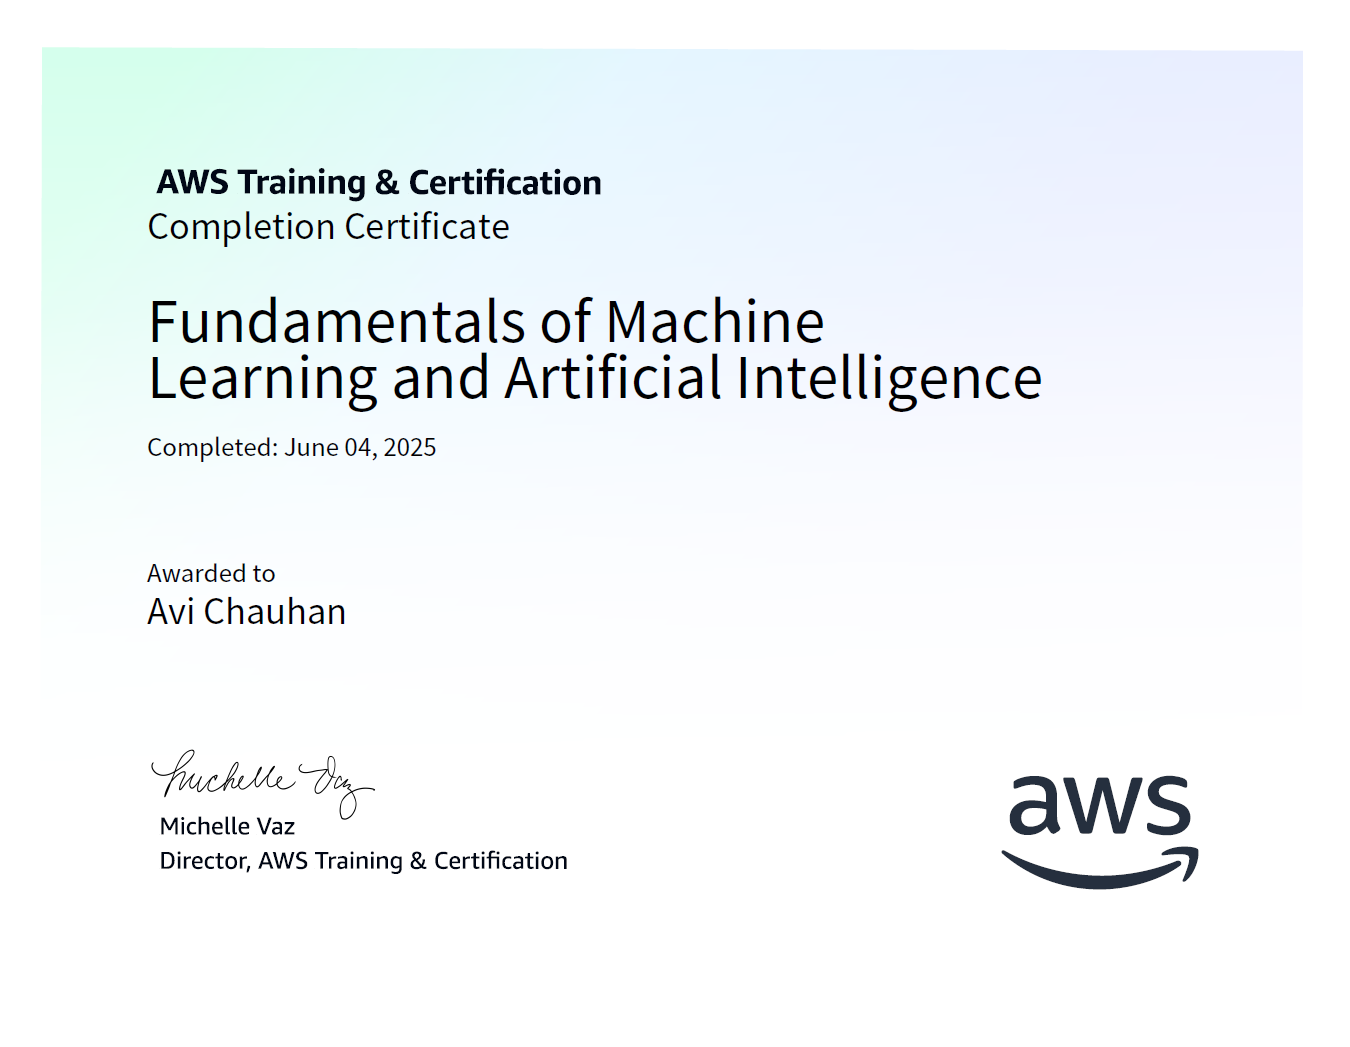 AWS Training & Certification
Completion Certificate
Fundamentals of Machine
Learning and Artificial Intelligence
Completed: June 04, 2025
Awarded to
Avi Chauhan
Michelle Vaz
Michelle Vaz
Director, AWS Training & Certification
aws